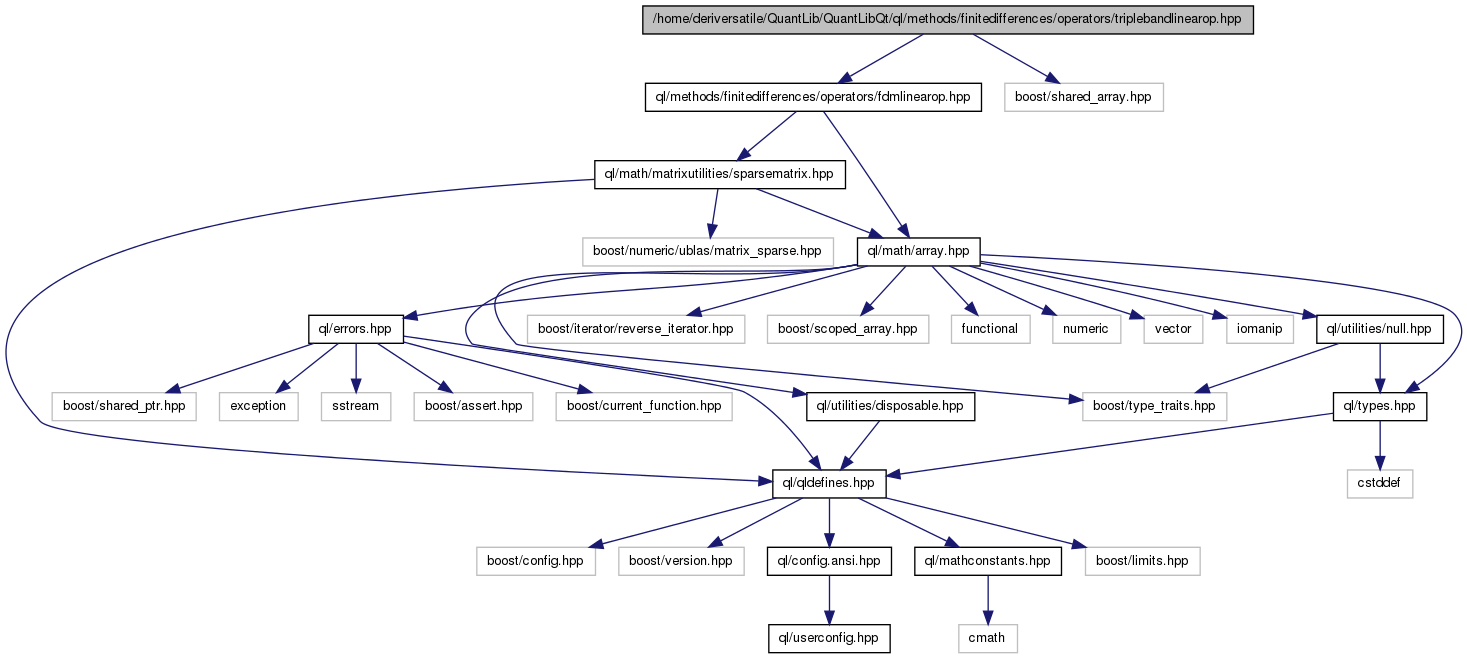 /home/deriversatile/QuantLib/QuantLibQt/ql/methods/finitedifferences/operators/triplebandlinearop.hpp
ql/methods/finitedifferences/operators/fdmlinearop.hpp
boost/shared_array.hpp
ql/math/matrixutilities/sparsematrix.hpp
boost/numeric/ublas/matrix_sparse.hpp
ql/math/array.hpp
ql/errors.hpp
boost/iterator/reverse_iterator.hpp
boost/scoped_array.hpp
functional
numeric
vector
iomanip
ql/utilities/null.hpp
boost/shared_ptr.hpp
exception
sstream
boost/assert.hpp
boost/current_function.hpp
ql/utilities/disposable.hpp
boost/type_traits.hpp
ql/types.hpp
ql/qldefines.hpp
cstddef
boost/config.hpp
boost/version.hpp
ql/config.ansi.hpp
ql/mathconstants.hpp
boost/limits.hpp
ql/userconfig.hpp
cmath